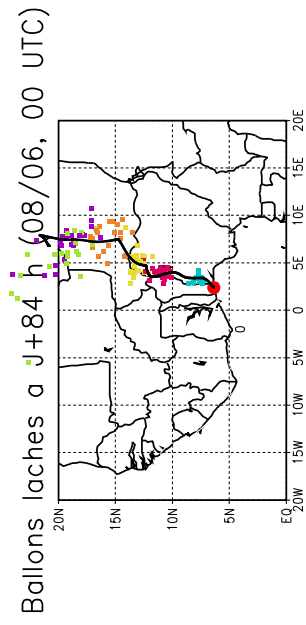 Ballons laches a J+84 h (08/06, 00 UTC)
20N
15N
10N
5N
EQ
20W
15W
10W
5W
0
5E
10E
15E
20E
0